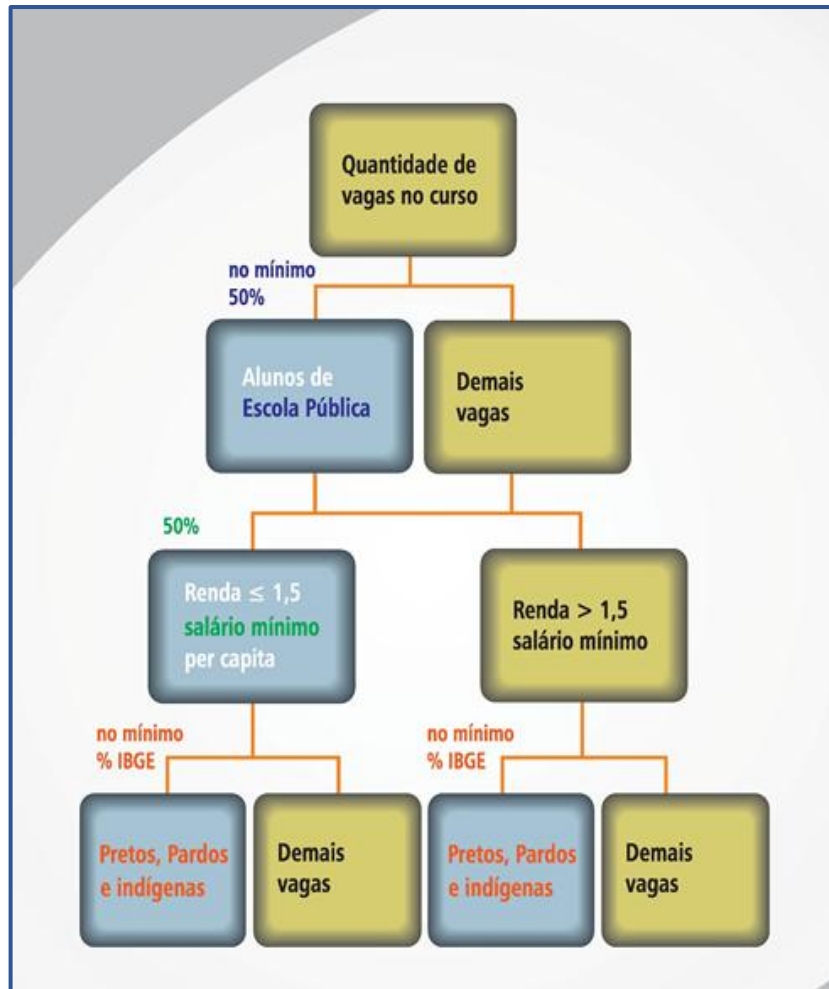 Quantidade de
vagas no curso
no mínimo
50%
Alunos de
Escola Pública
Demais
vagas
50%
Renda ≤ 1,5
salário mínimo
per capita
Renda > 1,5
salário mínimo
no mínimo
% IBGE
no mínimo
% IBGE
Pretos, Pardos
e indígenas
Demais
vagas
Pretos, Pardos
e indígenas
Demais
vagas